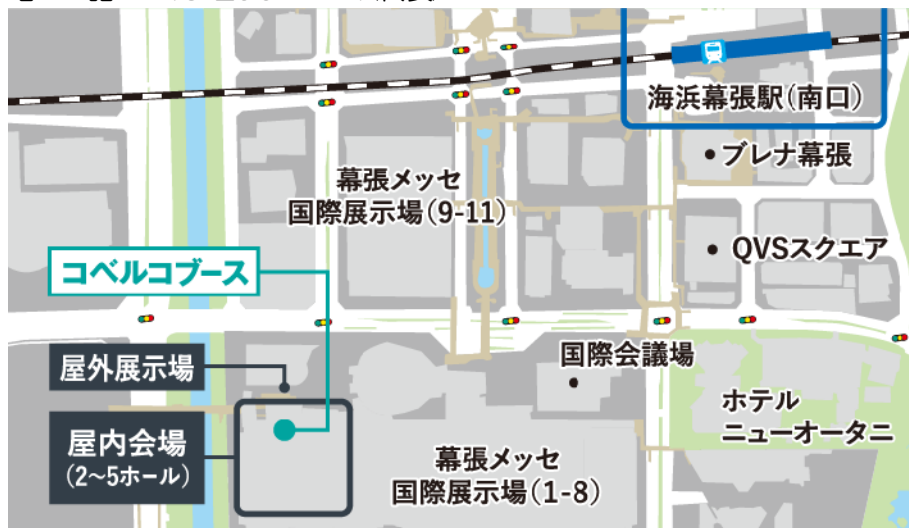 海浜幕張駅(南口)
ブレナ幕張
幕張メッセ
国際展示場(9-11)
QVSスクエア
コベルコブース
国際会議場
屋外展示場
ホテル
ニューオータニ
屋内会場
(2~5ホール)
幕張メッセ
国際展示場(1-8)